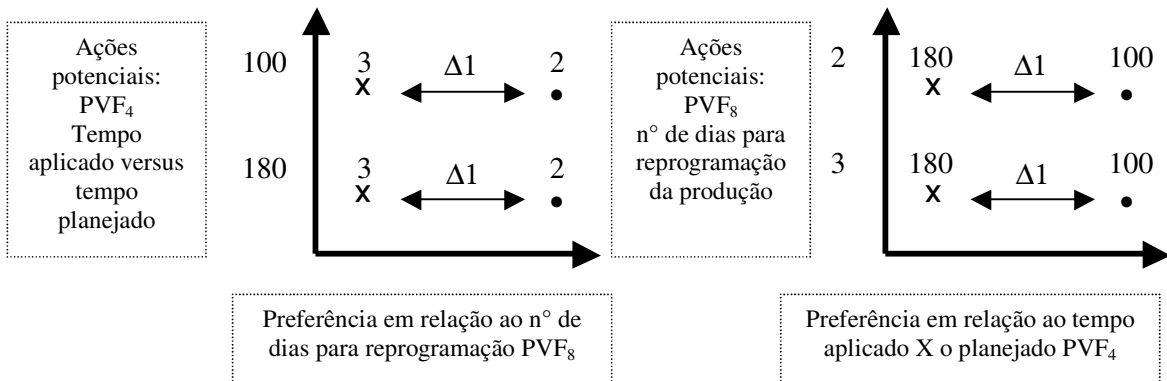 Ações
potenciais:
PVF4
Tempo
aplicado versus
tempo
planejado
100
3
X
Δ1
2
180
3
X
Δ1
2
Preferência em relação ao n° de
dias para reprogramação PVF8
Ações
potenciais:
PVF8
n° de dias para
reprogramação
da produção
2
180
X
Δ1
100
3
180
X
Δ1
100
Preferência em relação ao tempo
aplicado X o planejado PVF4